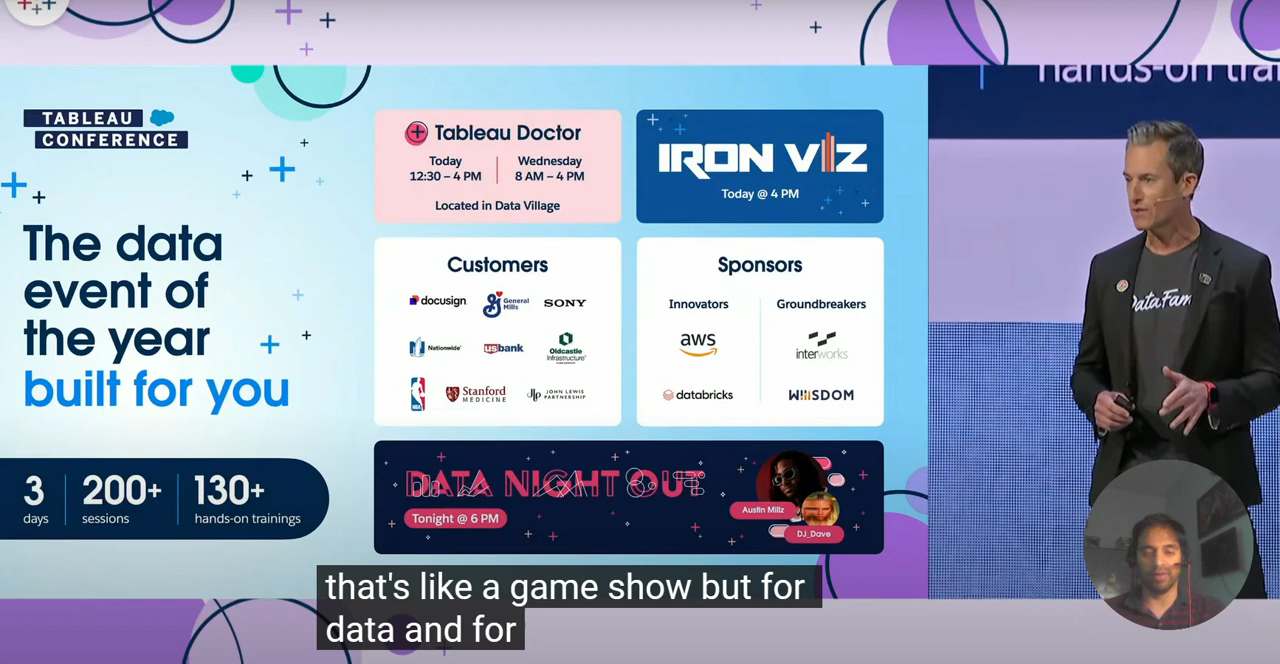 TABLEAU
CONFERENCE
The data
event of
the year
built for you
3
days
200+
sessions
130+
hands-on trainings
Tableau Doctor
Today
12:30 – 4 PM
Wednesday
8 AM – 4 PM
Located in Data Village
IRON VIZ
Today @ 4 PM
Customers
docusign
General
Mills
SONY
Nationwide
usbank
Oldcastle
Infrastructure
NBA
Stanford
MEDICINE
JOHN LEWIS
PARTNERSHIP
Sponsors
Innovators
aws
databricks
Groundbreakers
interworks
WIISDOM
DATA NIGHT OUT
Tonight @ 6 PM
Austin Millz
DJ_Dave
hands-on trai
DataFam
that's like a game show but for
data and for